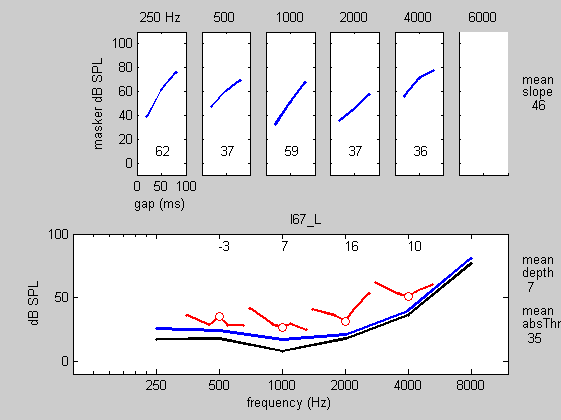 250 Hz 500 1000 2000 4000 6000
100
80
60
40
20
0
masker dB SPL
62 37 59 37 36
mean
slope
46
0 50 100
gap (ms)
I67_L
-3 7 16 10
100
50
0
dB SPL
mean
depth
7
mean
absThr
35
250 500 1000 2000 4000 8000
frequency (Hz)